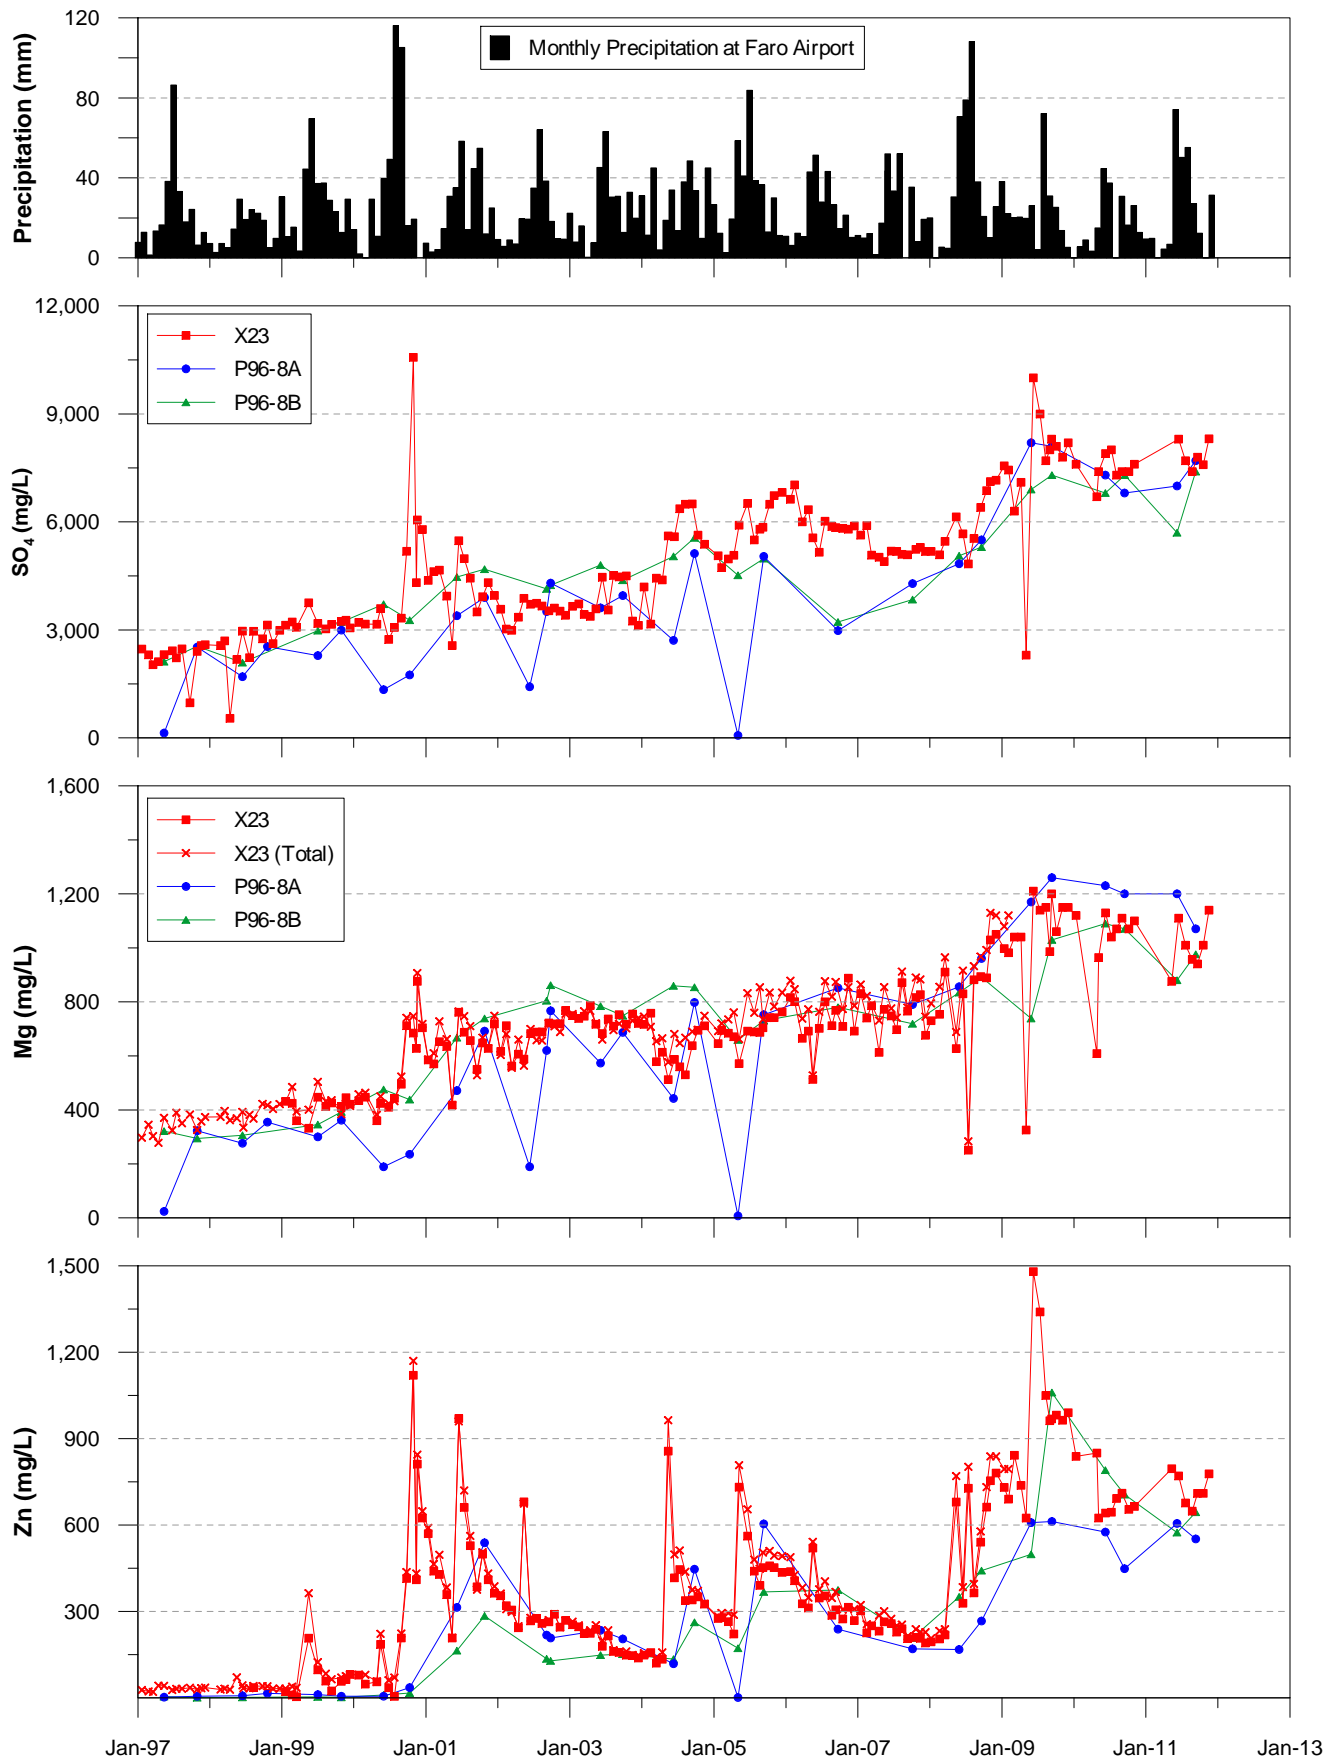 Precipitation (mm)
120
80
40
0
Monthly Precipitation at Faro Airport
SO4 (mg/L)
12,000
9,000
6,000
3,000
0
X23
P96-8A
P96-8B
Mg (mg/L)
1,600
1,200
800
400
0
X23
X23 (Total)
P96-8A
P96-8B
Zn (mg/L)
1,500
1,200
900
600
300
Jan-97 Jan-99 Jan-01 Jan-03 Jan-05 Jan-07 Jan-09 Jan-11 Jan-13